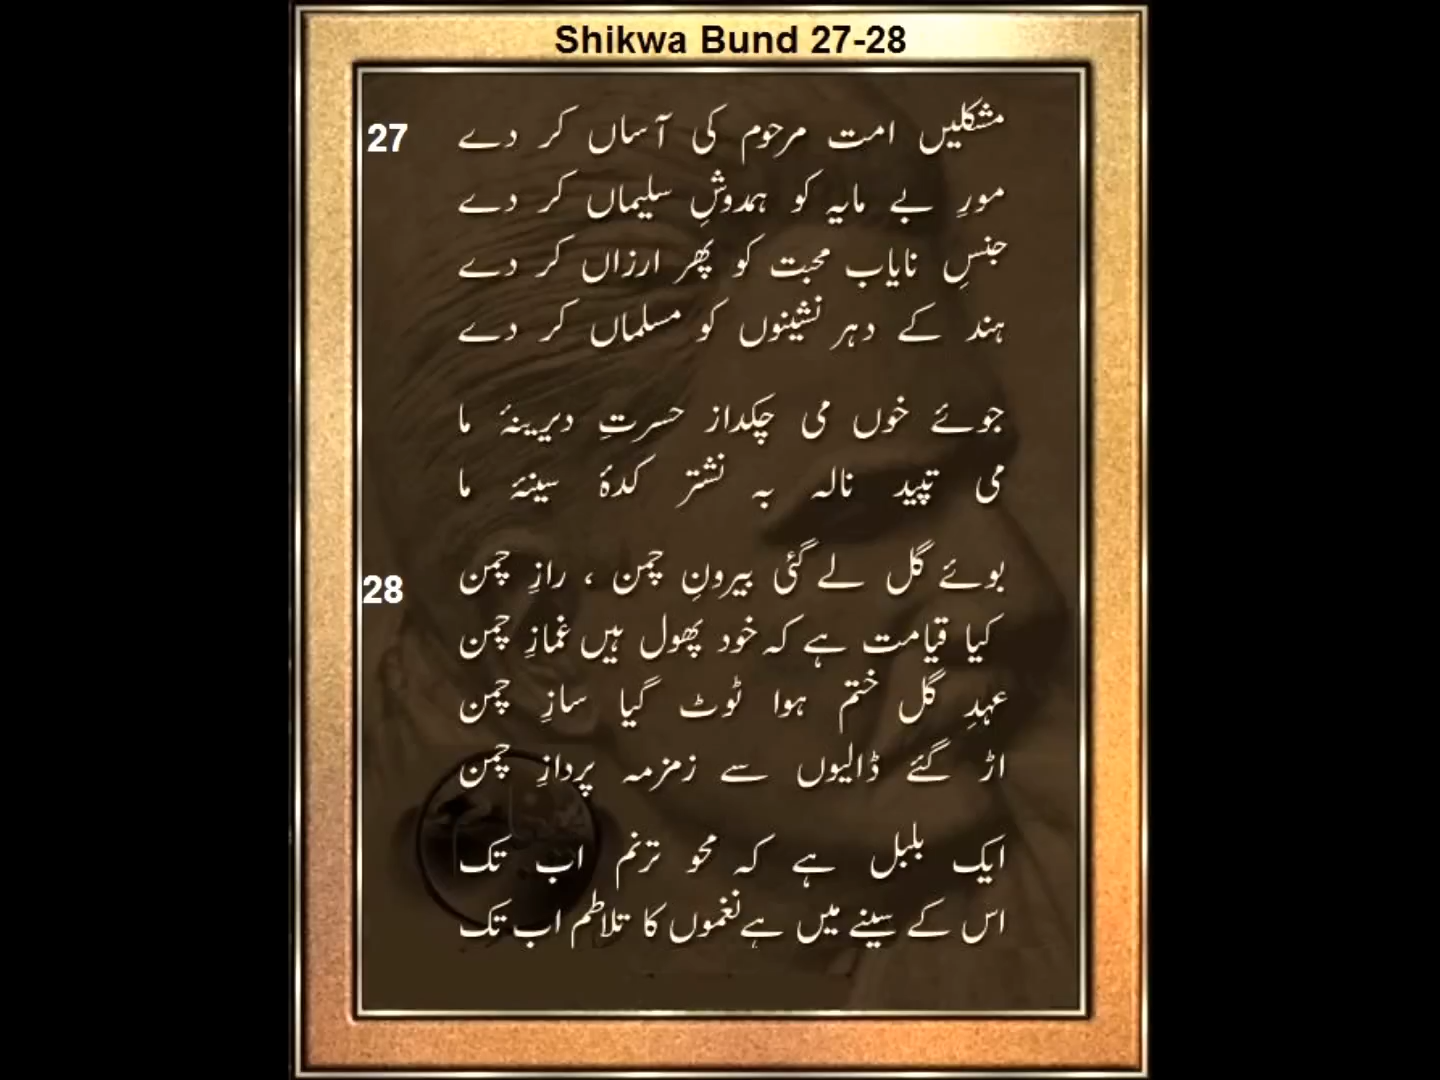 Shikwa Bund 27-28
27
مشکلیں امت مرحوم کی آساں کر دے
مورِ بے مایہ کو ہمدوشِ سلیماں کر دے
جنسِ نایاب محبت کو پھر ارزاں کر دے
ہند کے دہر نشینوں کو مسلماں کر دے
جوئے خوں می چکداز حسرتِ دیرینۂ ما
می تپید نالہ بہ نشتر کدۂ سینۂ ما
28
بوئے گل لے گئی بیرونِ چمن ، رازِ چمن
کیا قیامت ہے کہ خود پھول ہیں غمازِ چمن
عہدِ گل ختم ہوا ٹوٹ گیا سازِ چمن
اڑ گئے ڈالیوں سے زمزمہ پردازِ چمن
ایک بلبل ہے کہ محو ترنم اب تک
اس کے سینے میں ہے نغموں کا تلاطم اب تک